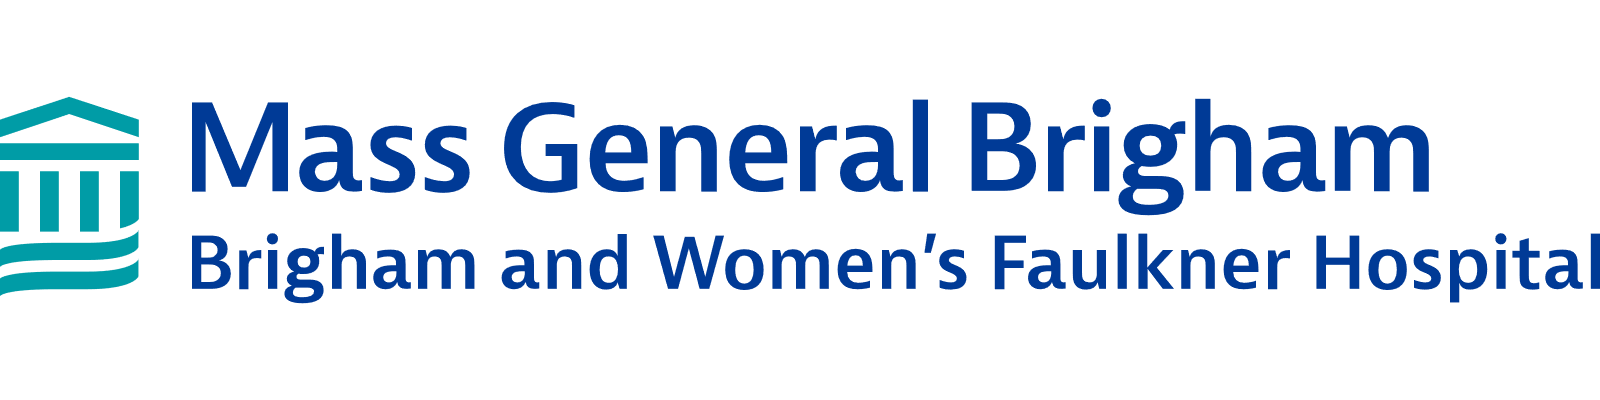 Mass General Brigham
Brigham and Women’s Faulkner Hospital